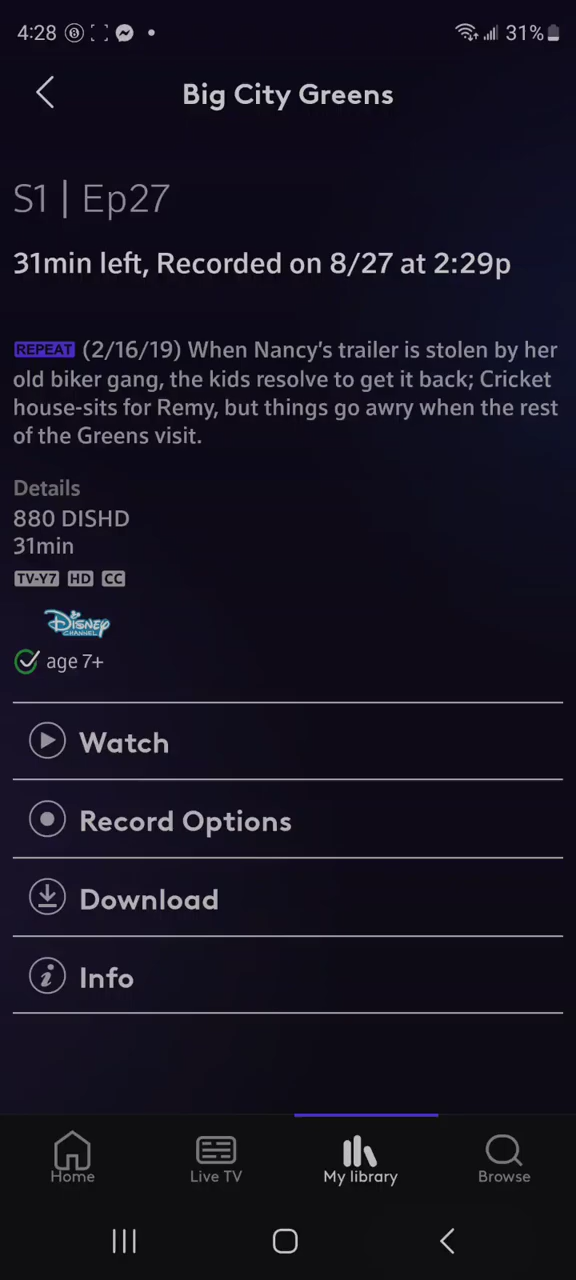 4:28 31%
Big City Greens
S1 | Ep27
31min left, Recorded on 8/27 at 2:29p
REPEAT (2/16/19) When Nancy's trailer is stolen by her
old biker gang, the kids resolve to get it back; Cricket
house-sits for Remy, but things go awry when the rest
of the Greens visit.
Details
880 DISHD
31min
TV-Y7 HD CC
Disney
CHANNEL
age 7+
Watch
Record Options
Download
Info
Home Live TV My library Browse